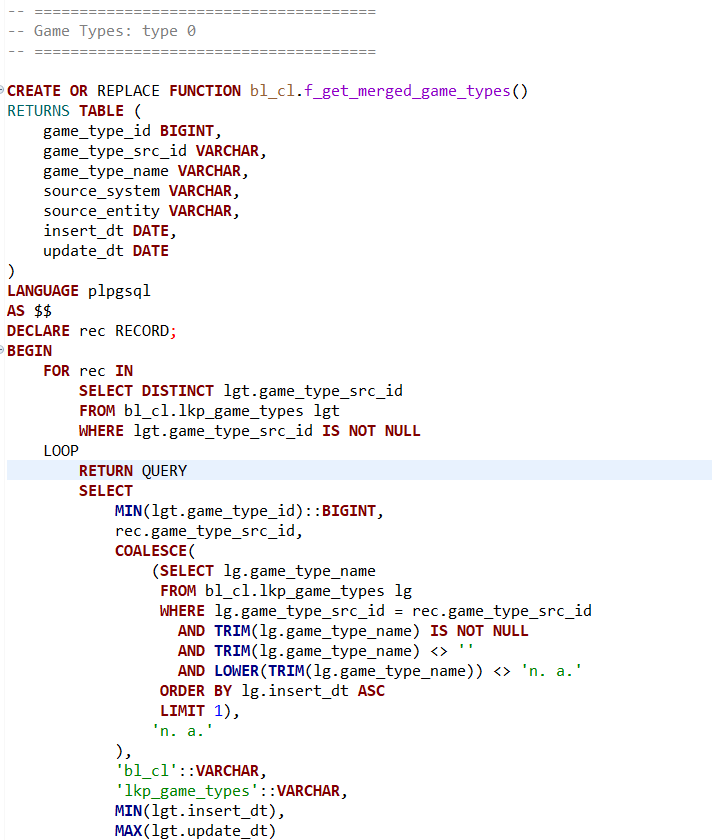 -- ======================================
-- Game Types: type 0
-- ======================================
CREATE OR REPLACE FUNCTION bl_cl.f_get_merged_game_types()
RETURNS TABLE (
    game_type_id BIGINT,
    game_type_src_id VARCHAR,
    game_type_name VARCHAR,
    source_system VARCHAR,
    source_entity VARCHAR,
    insert_dt DATE,
    update_dt DATE
)
LANGUAGE plpgsql
AS $$
DECLARE rec RECORD;
BEGIN
    FOR rec IN
        SELECT DISTINCT lgt.game_type_src_id
        FROM bl_cl.lkp_game_types lgt
        WHERE lgt.game_type_src_id IS NOT NULL
    LOOP
        RETURN QUERY
        SELECT
            MIN(lgt.game_type_id)::BIGINT,
            rec.game_type_src_id,
            COALESCE(
                (SELECT lg.game_type_name
                 FROM bl_cl.lkp_game_types lg
                 WHERE lg.game_type_src_id = rec.game_type_src_id
                   AND TRIM(lg.game_type_name) IS NOT NULL
                   AND TRIM(lg.game_type_name) <> ''
                   AND LOWER(TRIM(lg.game_type_name)) <> 'n. a.'
                 ORDER BY lg.insert_dt ASC
                 LIMIT 1),
                'n. a.'
            ),
            'bl_cl'::VARCHAR,
            'lkp_game_types'::VARCHAR,
            MIN(lgt.insert_dt),
            MAX(lgt.update_dt)